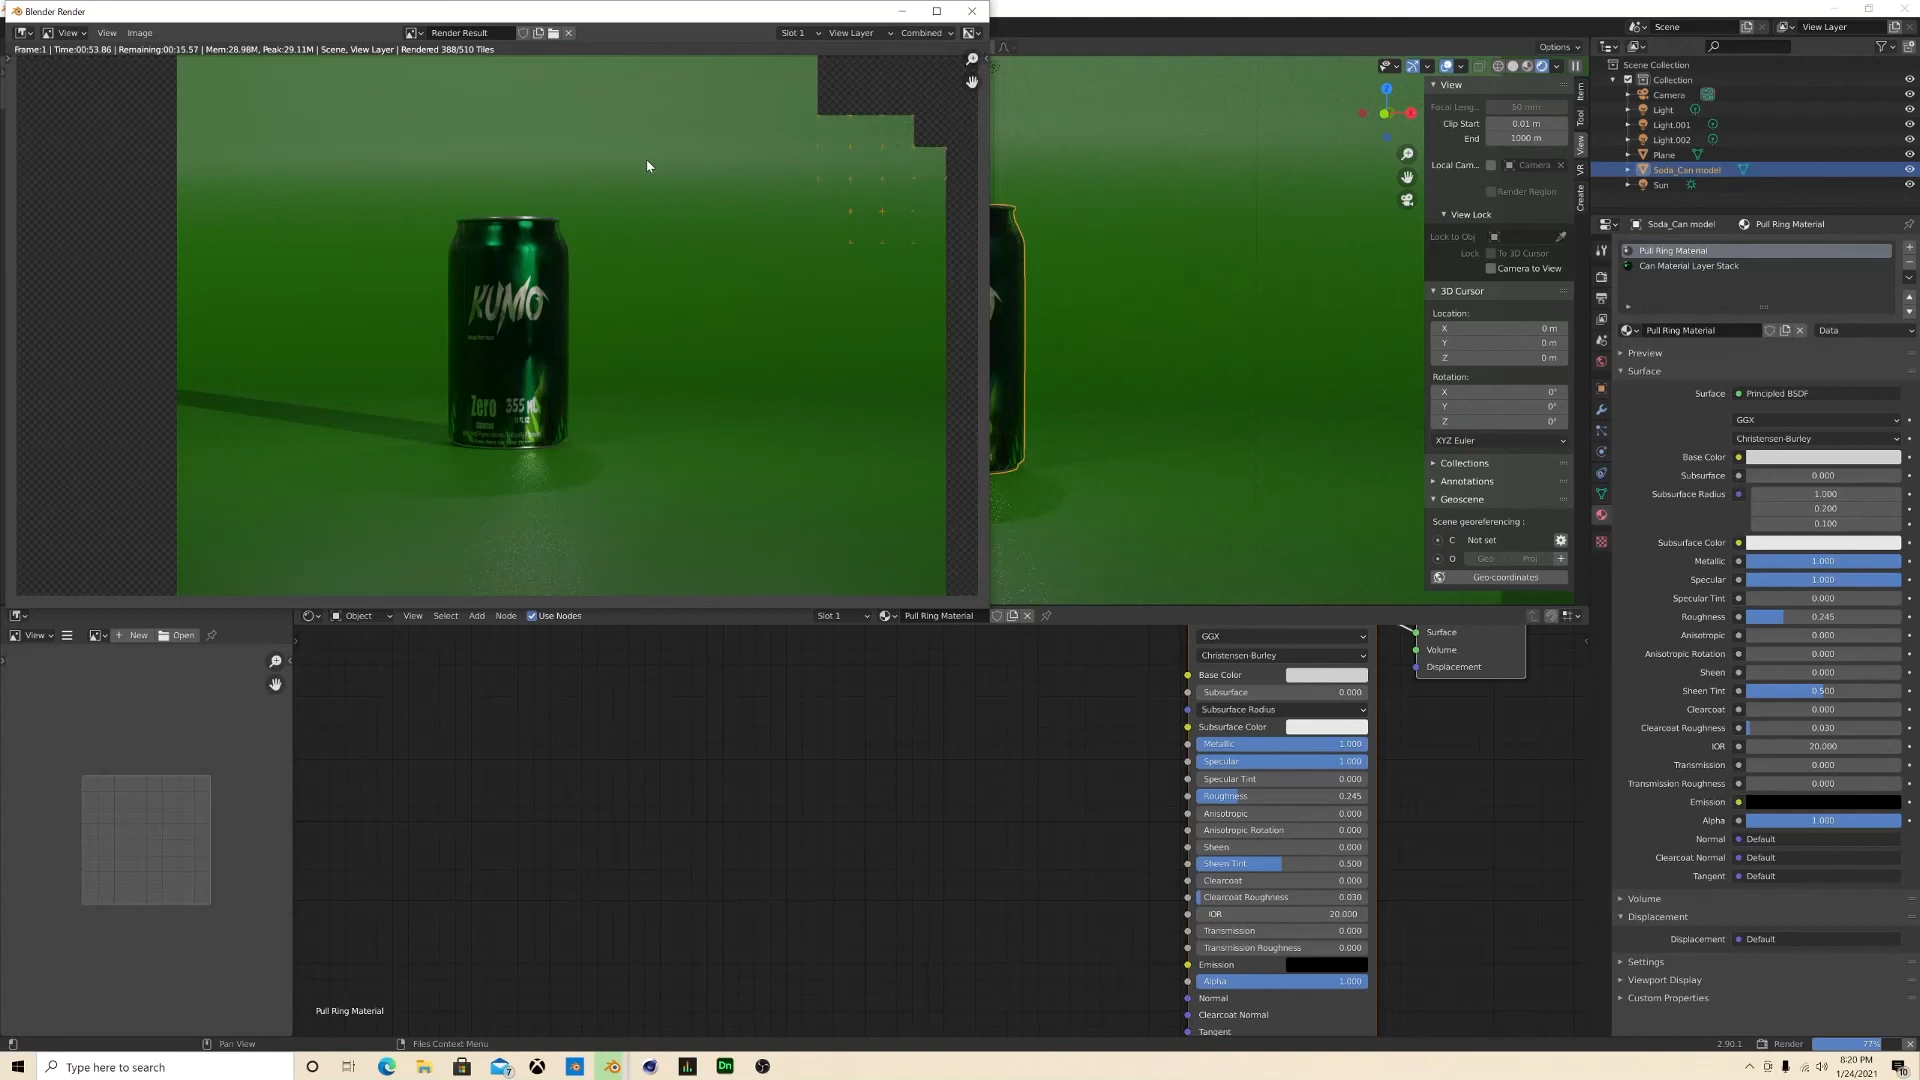 Blender Render
View View Image
Render Result
Slot 1 View Layer Combined
Frame:1 | Time:00:53.86 | Remaining:00:15.57 | Mem:28.98M, Peak:29.11M | Scene, View Layer | Rendered 388/510 Tiles
KUMO
Zero 355 ML
Options
View
Focal Leng... 50 mm
Clip Start 0.01 m
End 1000 m
Local Cam... Camera
Render Region
View Lock
Lock to Obj
Lock To 3D Cursor
Camera to View
3D Cursor
Location:
X 0 m
Y 0 m
Z 0 m
Rotation:
X 0°
Y 0°
Z 0°
XYZ Euler
Collections
Annotations
Geoscene
Scene georeferencing :
C Not set
O Geo Proj
Geo-coordinates
Item
Tool
View
VR
Create
Z
X
Scene View Layer
Scene Collection
Collection
Camera
Light
Light.001
Light.002
Plane
Soda_Can model
Sun
Soda_Can model Pull Ring Material
Pull Ring Material
Can Material Layer Stack
Pull Ring Material Data
Preview
Surface
Surface Principled BSDF
GGX
Christensen-Burley
Base Color
Subsurface 0.000
Subsurface Radius 1.000
0.200
0.100
Subsurface Color
Metallic 1.000
Specular 1.000
Specular Tint 0.000
Roughness 0.245
Anisotropic 0.000
Anisotropic Rotation 0.000
Sheen 0.000
Sheen Tint 0.500
Clearcoat 0.000
Clearcoat Roughness 0.030
IOR 20.000
Transmission 0.000
Transmission Roughness 0.000
Emission
Alpha 1.000
Normal Default
Clearcoat Normal Default
Tangent Default
Volume
Displacement
Displacement Default
Settings
Viewport Display
Custom Properties
View New Open
Object View Select Add Node Use Nodes Slot 1 Pull Ring Material
GGX
Christensen-Burley
Base Color
Subsurface 0.000
Subsurface Radius
Subsurface Color
Metallic 1.000
Specular 1.000
Specular Tint 0.000
Roughness 0.245
Anisotropic 0.000
Anisotropic Rotation 0.000
Sheen 0.000
Sheen Tint 0.500
Clearcoat 0.000
Clearcoat Roughness 0.030
IOR 20.000
Transmission 0.000
Transmission Roughness 0.000
Emission
Alpha 1.000
Normal
Clearcoat Normal
Tangent
Surface
Volume
Displacement
Pull Ring Material
Pan View Files Context Menu 2.90.1 Render 77%
Type here to search
7
Dn
8:20 PM
1/24/2021
10